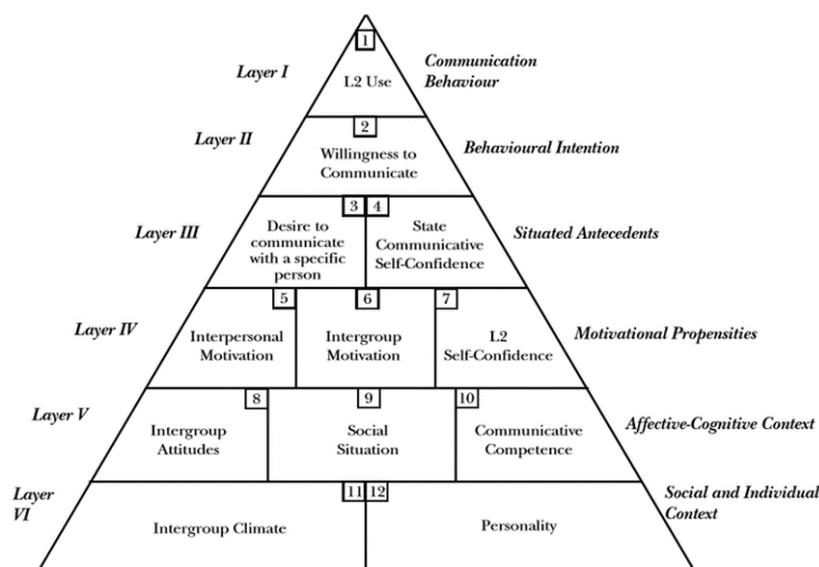 1
Layer I
L2 Use
Communication
Behaviour
2
Layer II
Willingness to
Communicate
Behavioural Intention
3
4
Layer III
Desire to
communicate
with a specific
person
State
Communicative
Self-Confidence
Situated Antecedents
5
6
7
Layer IV
Interpersonal
Motivation
Intergroup
Motivation
L2
Self-Confidence
Motivational Propensities
8
9
10
Layer V
Intergroup
Attitudes
Social
Situation
Communicative
Competence
Affective-Cognitive Context
11
12
Layer
VI
Intergroup Climate
Personality
Social and Individual
Context